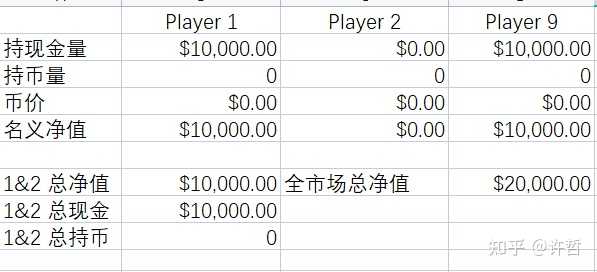 Player 1 Player 2 Player 9
持现金量 $10,000.00 $0.00 $10,000.00
持币量 0 0 0
币价 $0.00 $0.00 $0.00
名义净值 $10,000.00 $0.00 $10,000.00
1&2 总净值 $10,000.00 全市场总净值 $20,000.00
1&2 总现金 $10,000.00
1&2 总持币 0
知乎 @许哲